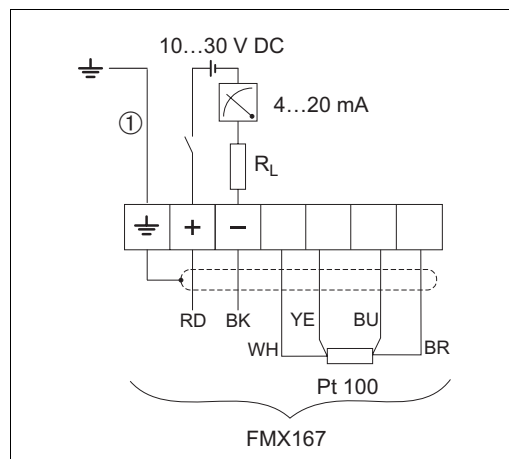 10...30 V DC
4...20 mA
①
R_L
+ −
RD BK YE BU
WH BR
Pt 100
FMX167